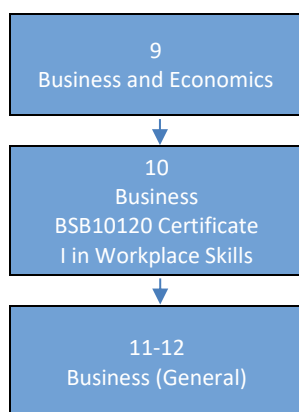 9
Business and Economics
10
Business
BSB10120 Certificate
I in Workplace Skills
11-12
Business (General)